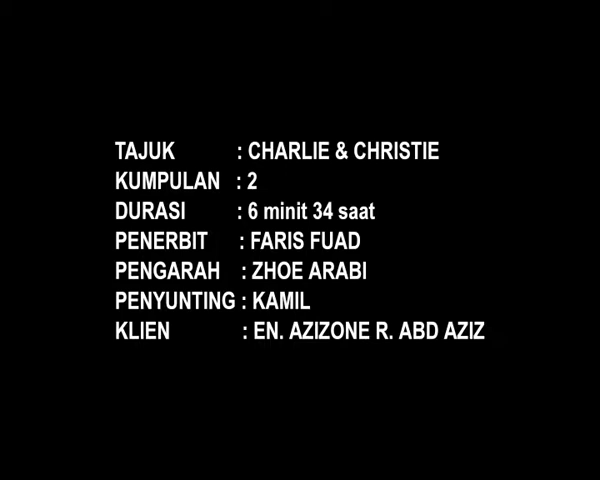 TAJUK : CHARLIE & CHRISTIE
KUMPULAN : 2
DURASI : 6 minit 34 saat
PENERBIT : FARIS FUAD
PENGARAH : ZHOE ARABI
PENYUNTING : KAMIL
KLIEN : EN. AZIZONE R. ABD AZIZ